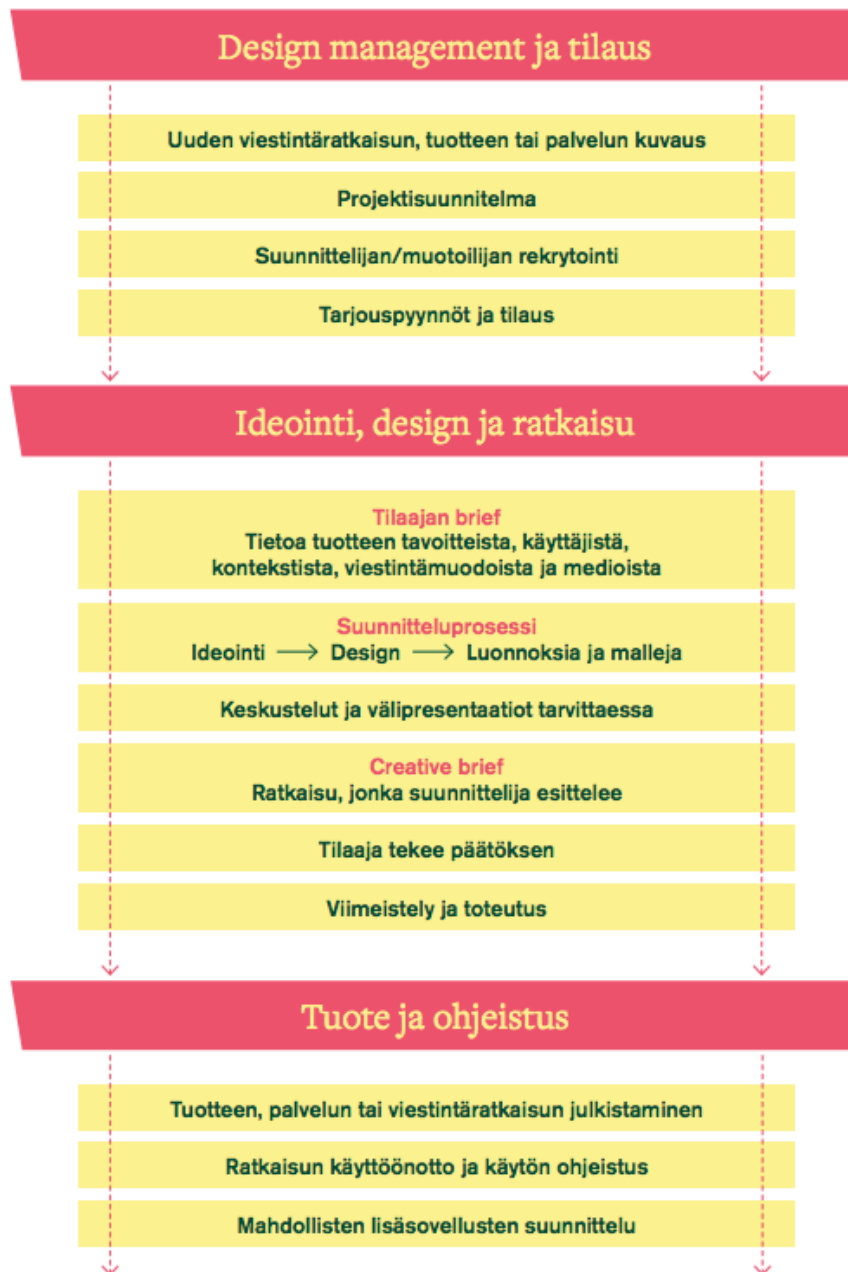 Design management ja tilaus
Uuden viestintäratkaisun, tuotteen tai palvelun kuvaus
Projektisuunnitelma
Suunnittelijan/muotoilijan rekrytointi
Tarjouspyynnöt ja tilaus
Ideointi, design ja ratkaisu
Tilaajan brief
Tietoa tuotteen tavoitteista, käyttäjistä,
kontekstista, viestintämuodoista ja medioista
Suunnitteluprosessi
Ideointi → Design → Luonnoksia ja malleja
Keskustelut ja välipresentaatiot tarvittaessa
Creative brief
Ratkaisu, jonka suunnittelija esittelee
Tilaaja tekee päätöksen
Viimeistely ja toteutus
Tuote ja ohjeistus
Tuotteen, palvelun tai viestintäratkaisun julkistaminen
Ratkaisun käyttöönotto ja käytön ohjeistus
Mahdollisten lisäsovellusten suunnittelu